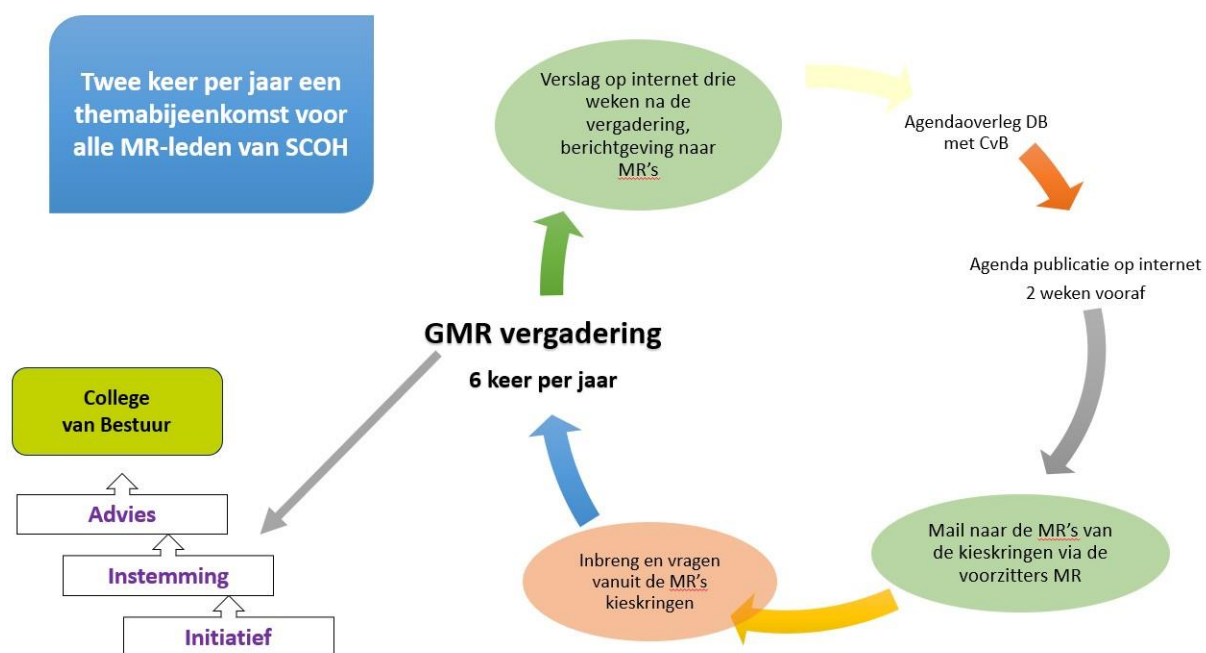 Twee keer per jaar een
themabijeenkomst voor
alle MR-leden van SCOH
Verslag op internet drie
weken na de
vergadering,
berichtgeving naar
MR's
Agendaoverleg DB
met CvB
Agenda publicatie op internet
2 weken vooraf
GMR vergadering
6 keer per jaar
College
van Bestuur
Advies
Instemming
Initiatief
Inbreng en vragen
vanuit de MR's
kieskringen
Mail naar de MR's van
de kieskringen via de
voorzitters MR